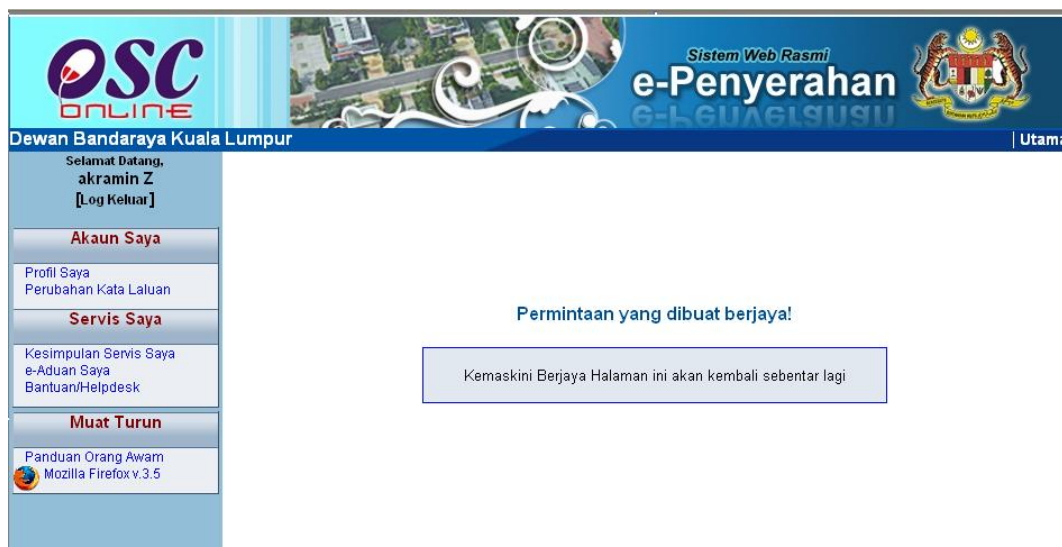 OSC
ONLINE
Sistem Web Rasmi
e-Penyerahan
Dewan Bandaraya Kuala Lumpur
| Utama
Selamat Datang,
akramin Z
[Log Keluar]
Akaun Saya
Profil Saya
Perubahan Kata Laluan
Servis Saya
Kesimpulan Servis Saya
e-Aduan Saya
Bantuan/Helpdesk
Muat Turun
Panduan Orang Awam
Mozilla Firefox v.3.5
Permintaan yang dibuat berjaya!
Kemaskini Berjaya Halaman ini akan kembali sebentar lagi